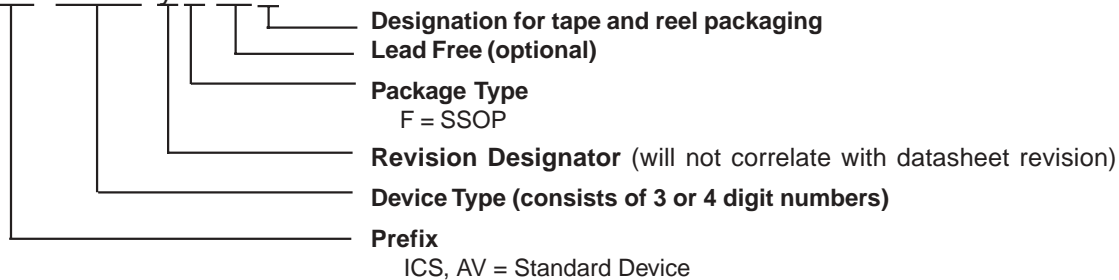 Designation for tape and reel packaging
Lead Free (optional)
Package Type
F = SSOP
Revision Designator (will not correlate with datasheet revision)
Device Type (consists of 3 or 4 digit numbers)
Prefix
ICS, AV = Standard Device